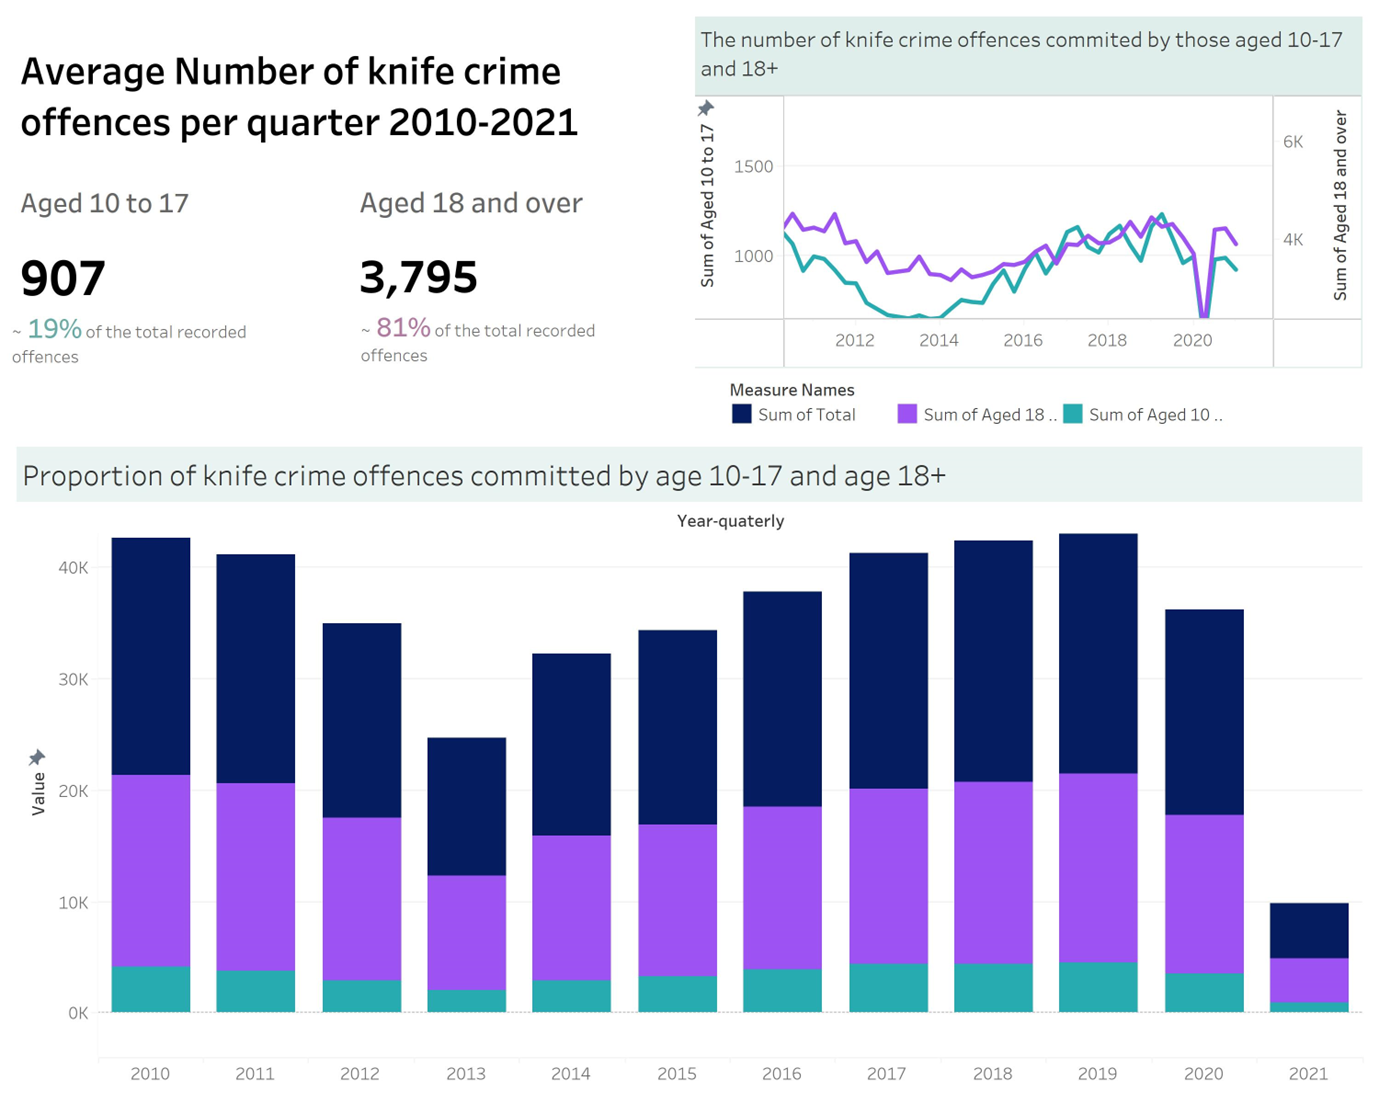 Average Number of knife crime
offences per quarter 2010-2021
Aged 10 to 17
907
~ 19% of the total recorded
offences
Aged 18 and over
3,795
~ 81% of the total recorded
offences
The number of knife crime offences commited by those aged 10-17
and 18+
Sum of Aged 10 to 17
1500
1000
6K
4K
Sum of Aged 18 and over
2012 2014 2016 2018 2020
Measure Names
Sum of Total Sum of Aged 18 .. Sum of Aged 10 ..
Proportion of knife crime offences committed by age 10-17 and age 18+
Year-quaterly
Value
40K
30K
20K
10K
0K
2010 2011 2012 2013 2014 2015 2016 2017 2018 2019 2020 2021